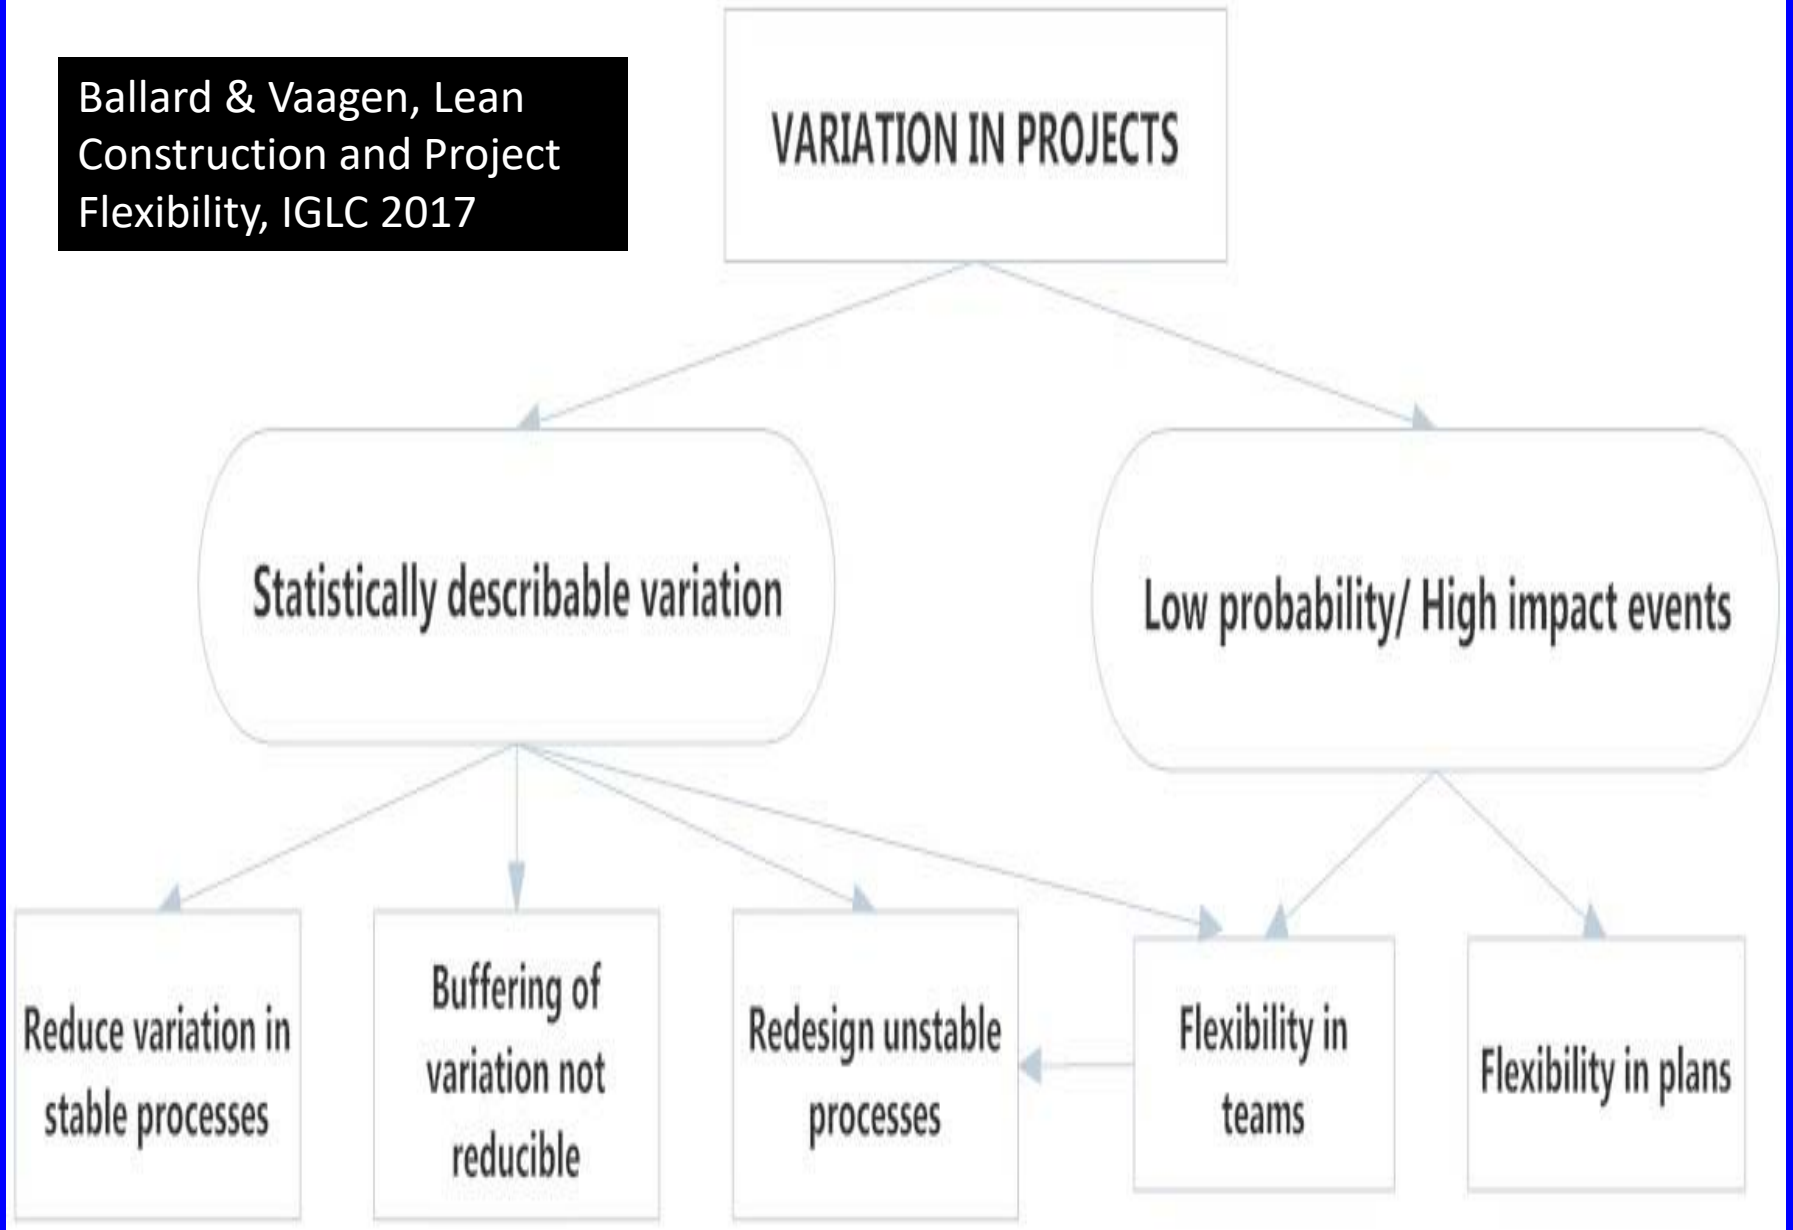 Ballard & Vaagen, Lean
Construction and Project
Flexibility, IGLC 2017
VARIATION IN PROJECTS
Statistically describable variation
Low probability/ High impact events
Reduce variation in
stable processes
Buffering of
variation not
reducible
Redesign unstable
processes
Flexibility in
teams
Flexibility in plans